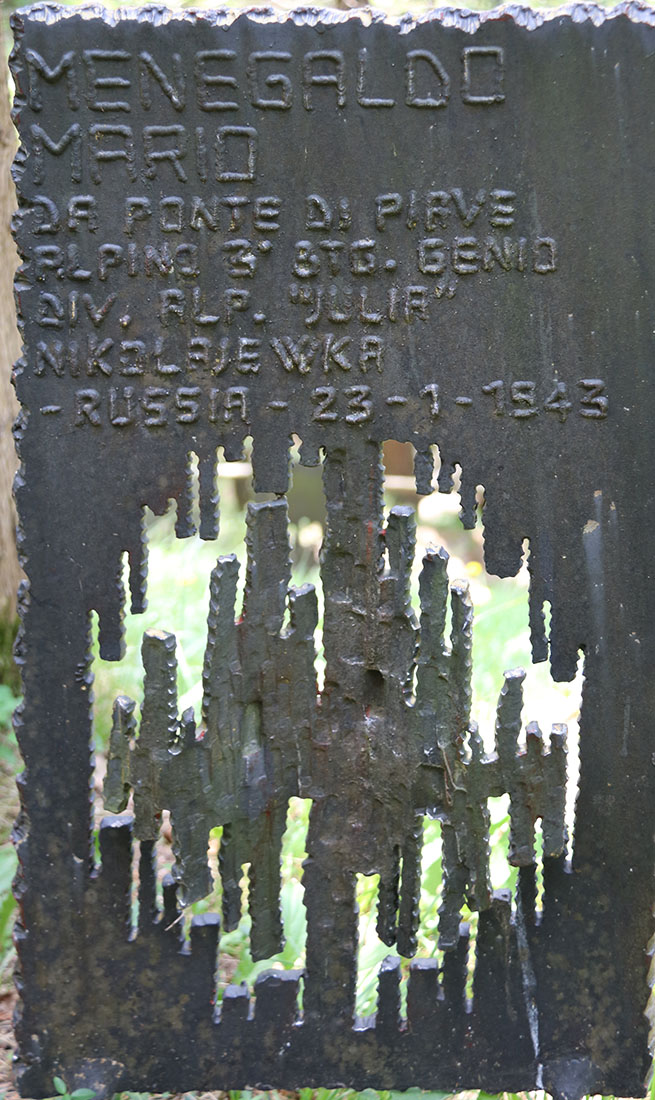 MENEGALDO
MARIO
DA PONTE DI PIAVE
ALPINO 3° BTG. GENIO
DIV. ALP. "JULIA"
NIKOLAJEWKA
- RUSSIA - 23 - 1 - 1943